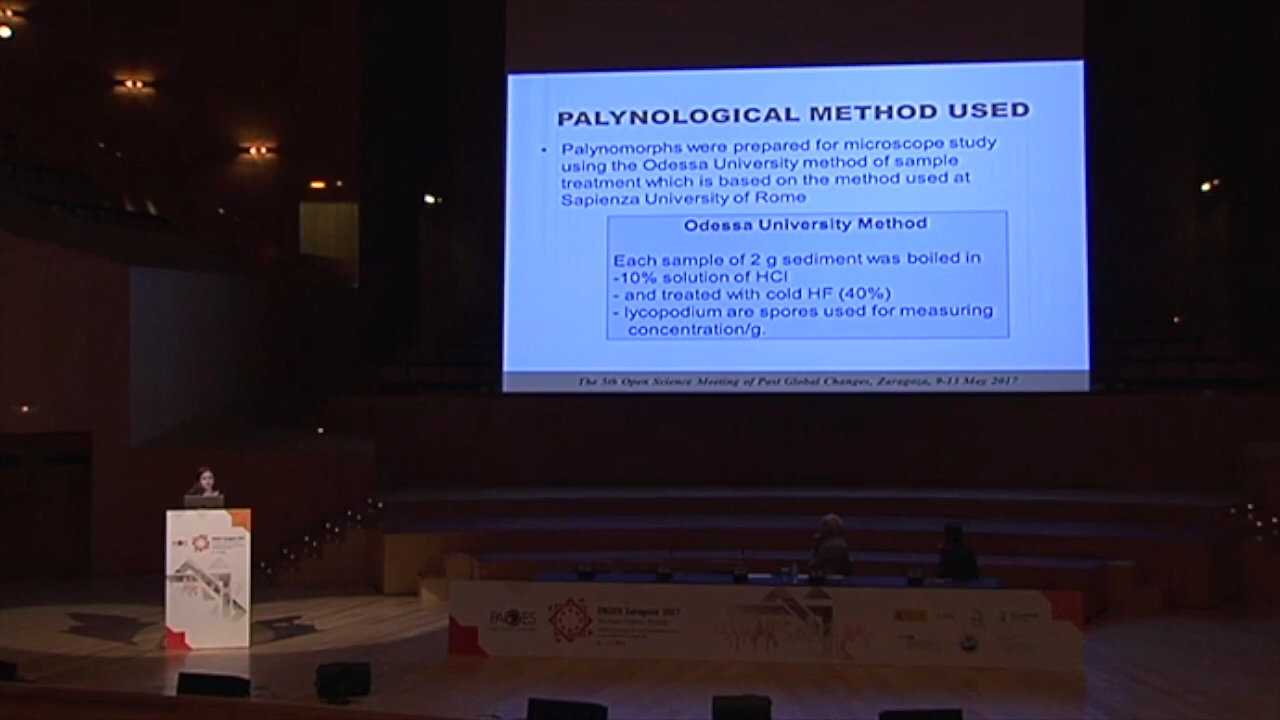 PALYNOLOGICAL METHOD USED
• Palynomorphs were prepared for microscope study
using the Odessa University method of sample
treatment which is based on the method used at
Sapienza University of Rome
Odessa University Method
Each sample of 2 g sediment was boiled in
-10% solution of HCl
- and treated with cold HF (40%)
- lycopodium are spores used for measuring
concentration/g.
The 5th Open Science Meeting of Past Global Changes, Zaragoza, 9-13 May 2017
PAGES
PAGES Zaragoza 2017